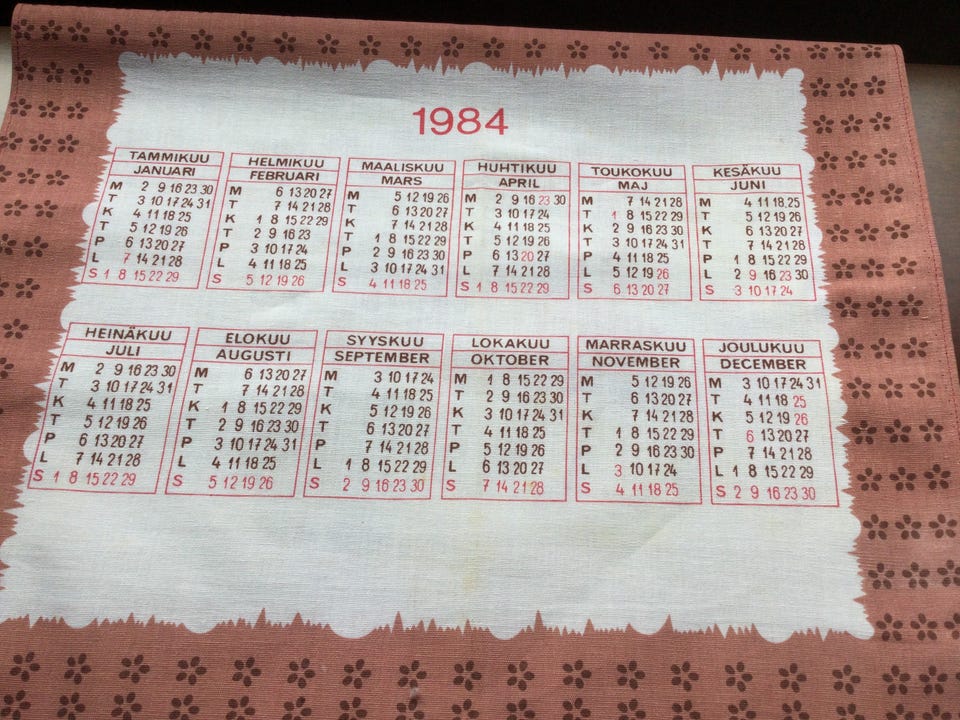 1984
TAMMIKUU
JANUARI
M 2 9 16 23 30
T 3 10 17 24 31
K 4 11 18 25
T 5 12 19 26
P 6 13 20 27
L 7 14 21 28
S 1 8 15 22 29
HELMIKUU
FEBRUARI
M 6 13 20 27
T 7 14 21 28
K 1 8 15 22 29
T 2 9 16 23
P 3 10 17 24
L 4 11 18 25
S 5 12 19 26
MAALISKUU
MARS
M 5 12 19 26
T 6 13 20 27
K 7 14 21 28
T 1 8 15 22 29
P 2 9 16 23 30
L 3 10 17 24 31
S 4 11 18 25
HUHTIKUU
APRIL
M 2 9 16 23 30
T 3 10 17 24
K 4 11 18 25
T 5 12 19 26
P 6 13 20 27
L 7 14 21 28
S 1 8 15 22 29
TOUKOKUU
MAJ
M 7 14 21 28
T 1 8 15 22 29
K 2 9 16 23 30
T 3 10 17 24 31
P 4 11 18 25
L 5 12 19 26
S 6 13 20 27
KESÄKUU
JUNI
M 4 11 18 25
T 5 12 19 26
K 6 13 20 27
T 7 14 21 28
P 1 8 15 22 29
L 2 9 16 23 30
S 3 10 17 24
HEINÄKUU
JULI
M 2 9 16 23 30
T 3 10 17 24 31
K 4 11 18 25
T 5 12 19 26
P 6 13 20 27
L 7 14 21 28
S 1 8 15 22 29
ELOKUU
AUGUSTI
M 6 13 20 27
T 7 14 21 28
K 1 8 15 22 29
T 2 9 16 23 30
P 3 10 17 24 31
L 4 11 18 25
S 5 12 19 26
SYYSKUU
SEPTEMBER
M 3 10 17 24
T 4 11 18 25
K 5 12 19 26
T 6 13 20 27
P 7 14 21 28
L 1 8 15 22 29
S 2 9 16 23 30
LOKAKUU
OKTOBER
M 1 8 15 22 29
T 2 9 16 23 30
K 3 10 17 24 31
T 4 11 18 25
P 5 12 19 26
L 6 13 20 27
S 7 14 21 28
MARRASKUU
NOVEMBER
M 5 12 19 26
T 6 13 20 27
K 7 14 21 28
T 1 8 15 22 29
P 2 9 16 23 30
L 3 10 17 24
S 4 11 18 25
JOULUKUU
DECEMBER
M 3 10 17 24 31
T 4 11 18 25
K 5 12 19 26
T 6 13 20 27
P 7 14 21 28
L 1 8 15 22 29
S 2 9 16 23 30